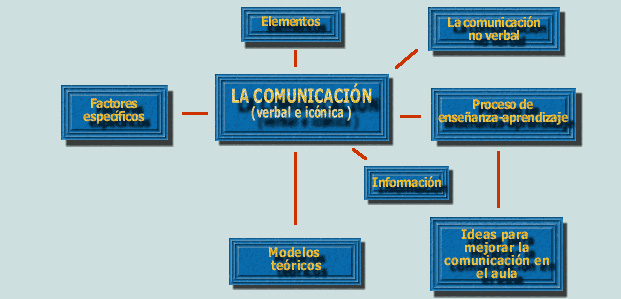 Elementos
La comunicación
no verbal
LA COMUNICACIÓN
(verbal e icónica )
Factores
específicos
Proceso de
enseñanza-aprendizaje
Información
Modelos
teóricos
Ideas para
mejorar la
comunicación en
el aula